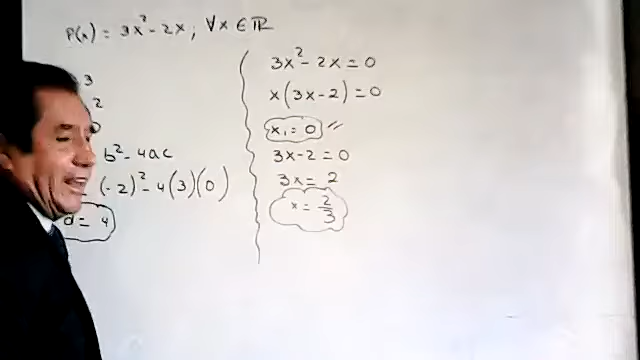 P(x) = 3x² - 2x ; ∀x ∈ ℝ
3
2
0
b² - 4ac
(-2)² - 4(3)(0)
d = 4
3x² - 2x = 0
x(3x - 2) = 0
x₁ = 0 //
3x - 2 = 0
3x = 2
x = 2/3